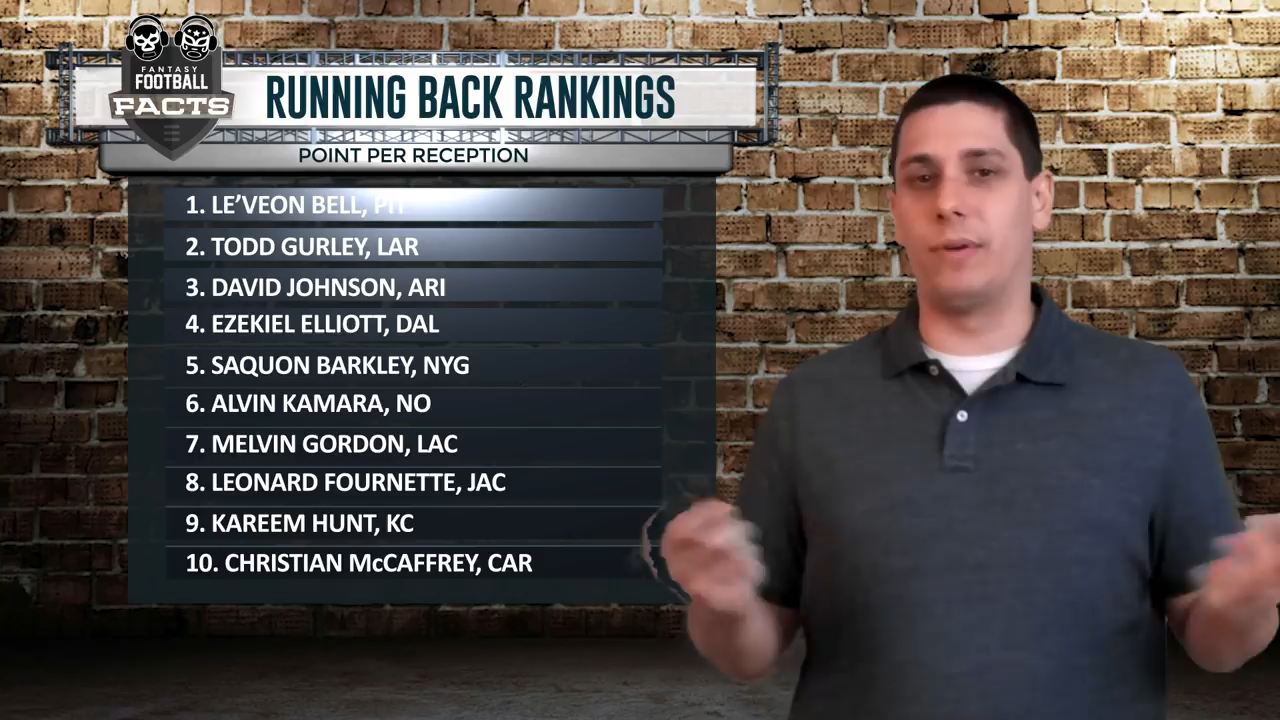 FANTASY
FOOTBALL
FACTS
RUNNING BACK RANKINGS
POINT PER RECEPTION
1. LE'VEON BELL, PIT
2. TODD GURLEY, LAR
3. DAVID JOHNSON, ARI
4. EZEKIEL ELLIOTT, DAL
5. SAQUON BARKLEY, NYG
6. ALVIN KAMARA, NO
7. MELVIN GORDON, LAC
8. LEONARD FOURNETTE, JAC
9. KAREEM HUNT, KC
10. CHRISTIAN McCAFFREY, CAR